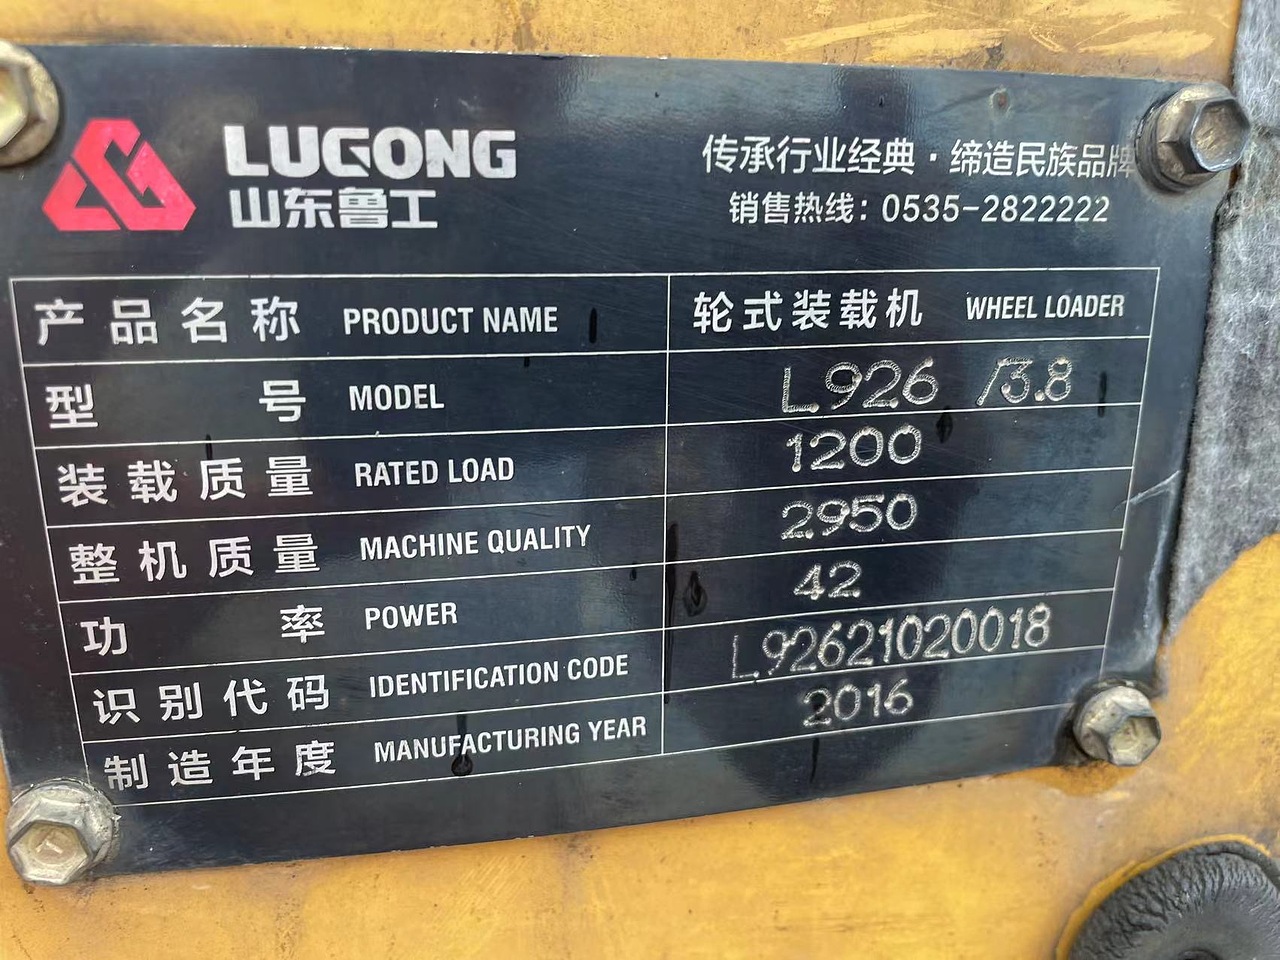 LUGONG
山东鲁工
传承行业经典·缔造民族品牌
销售热线: 0535-2822222
产品名称 PRODUCT NAME 轮式装载机 WHEEL LOADER
型号 MODEL L926 /3.8
装载质量 RATED LOAD 1200
整机质量 MACHINE QUALITY 2950
功率 POWER 42
识别代码 IDENTIFICATION CODE L92621020018
制造年度 MANUFACTURING YEAR 2016